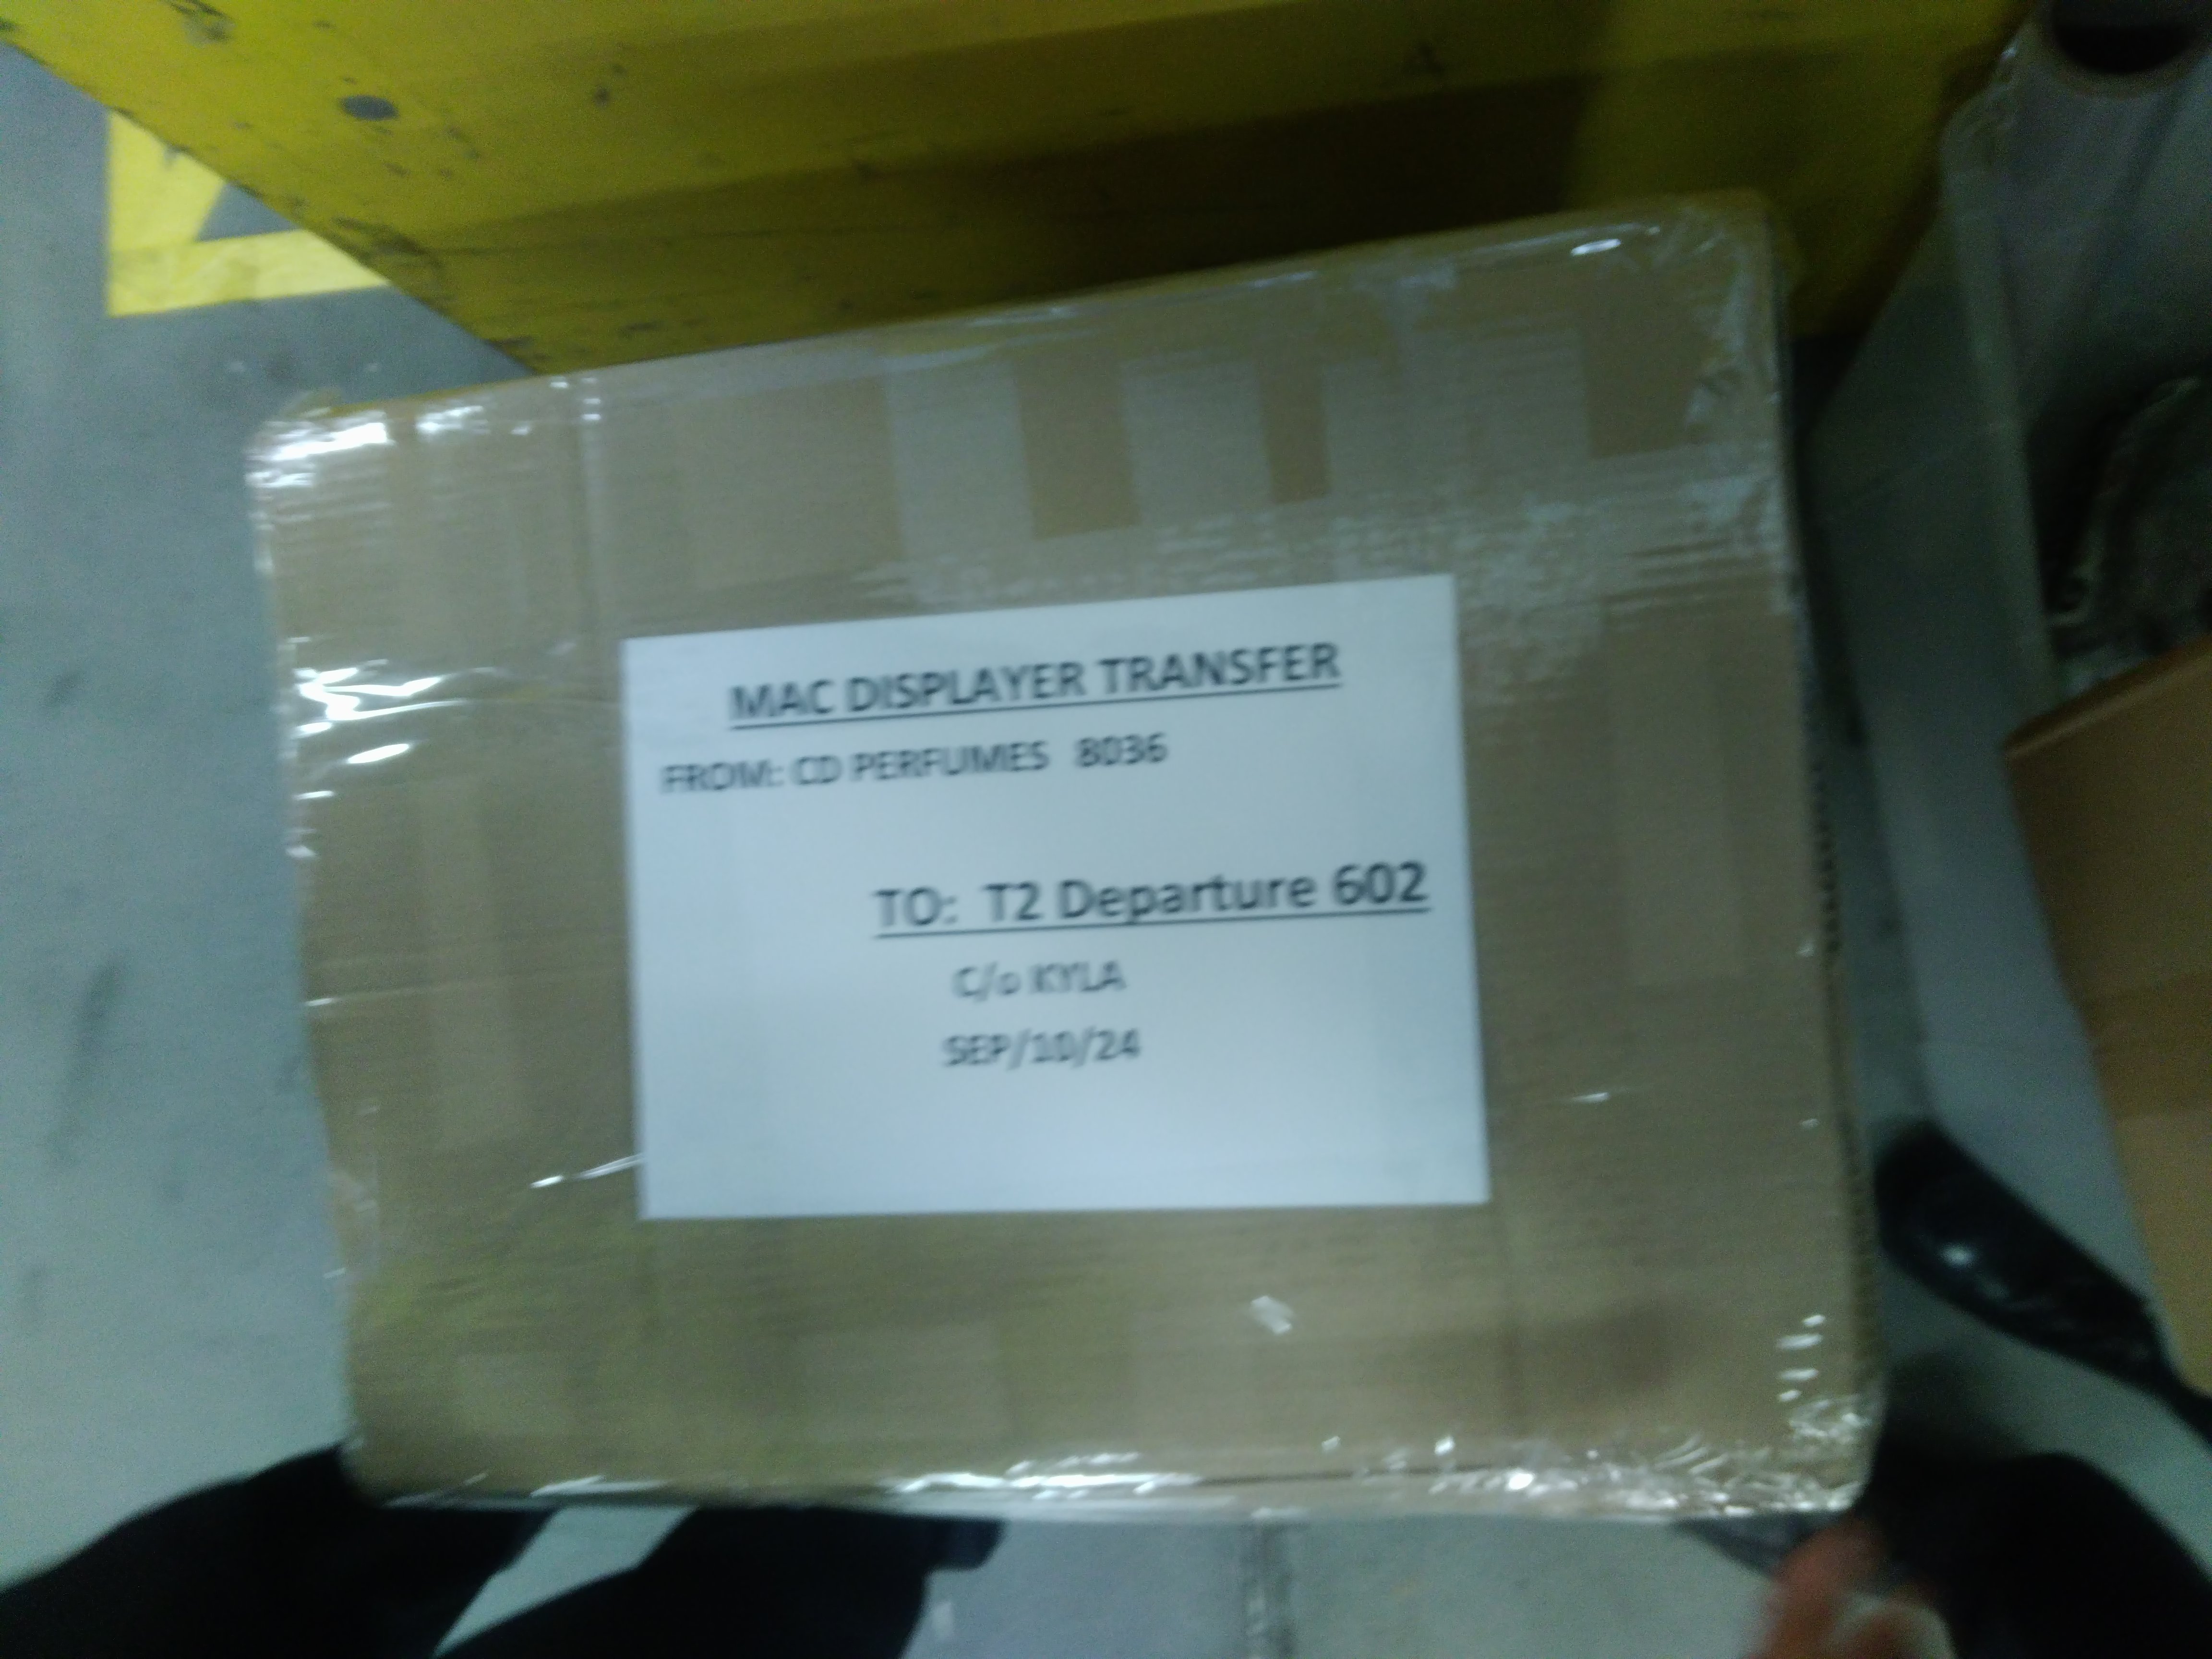 MAC DISPLAYER TRANSFER
FROM: CD PERFUMES 8036
TO: T2 Departure 602
C/o KYLA
SEP/10/24